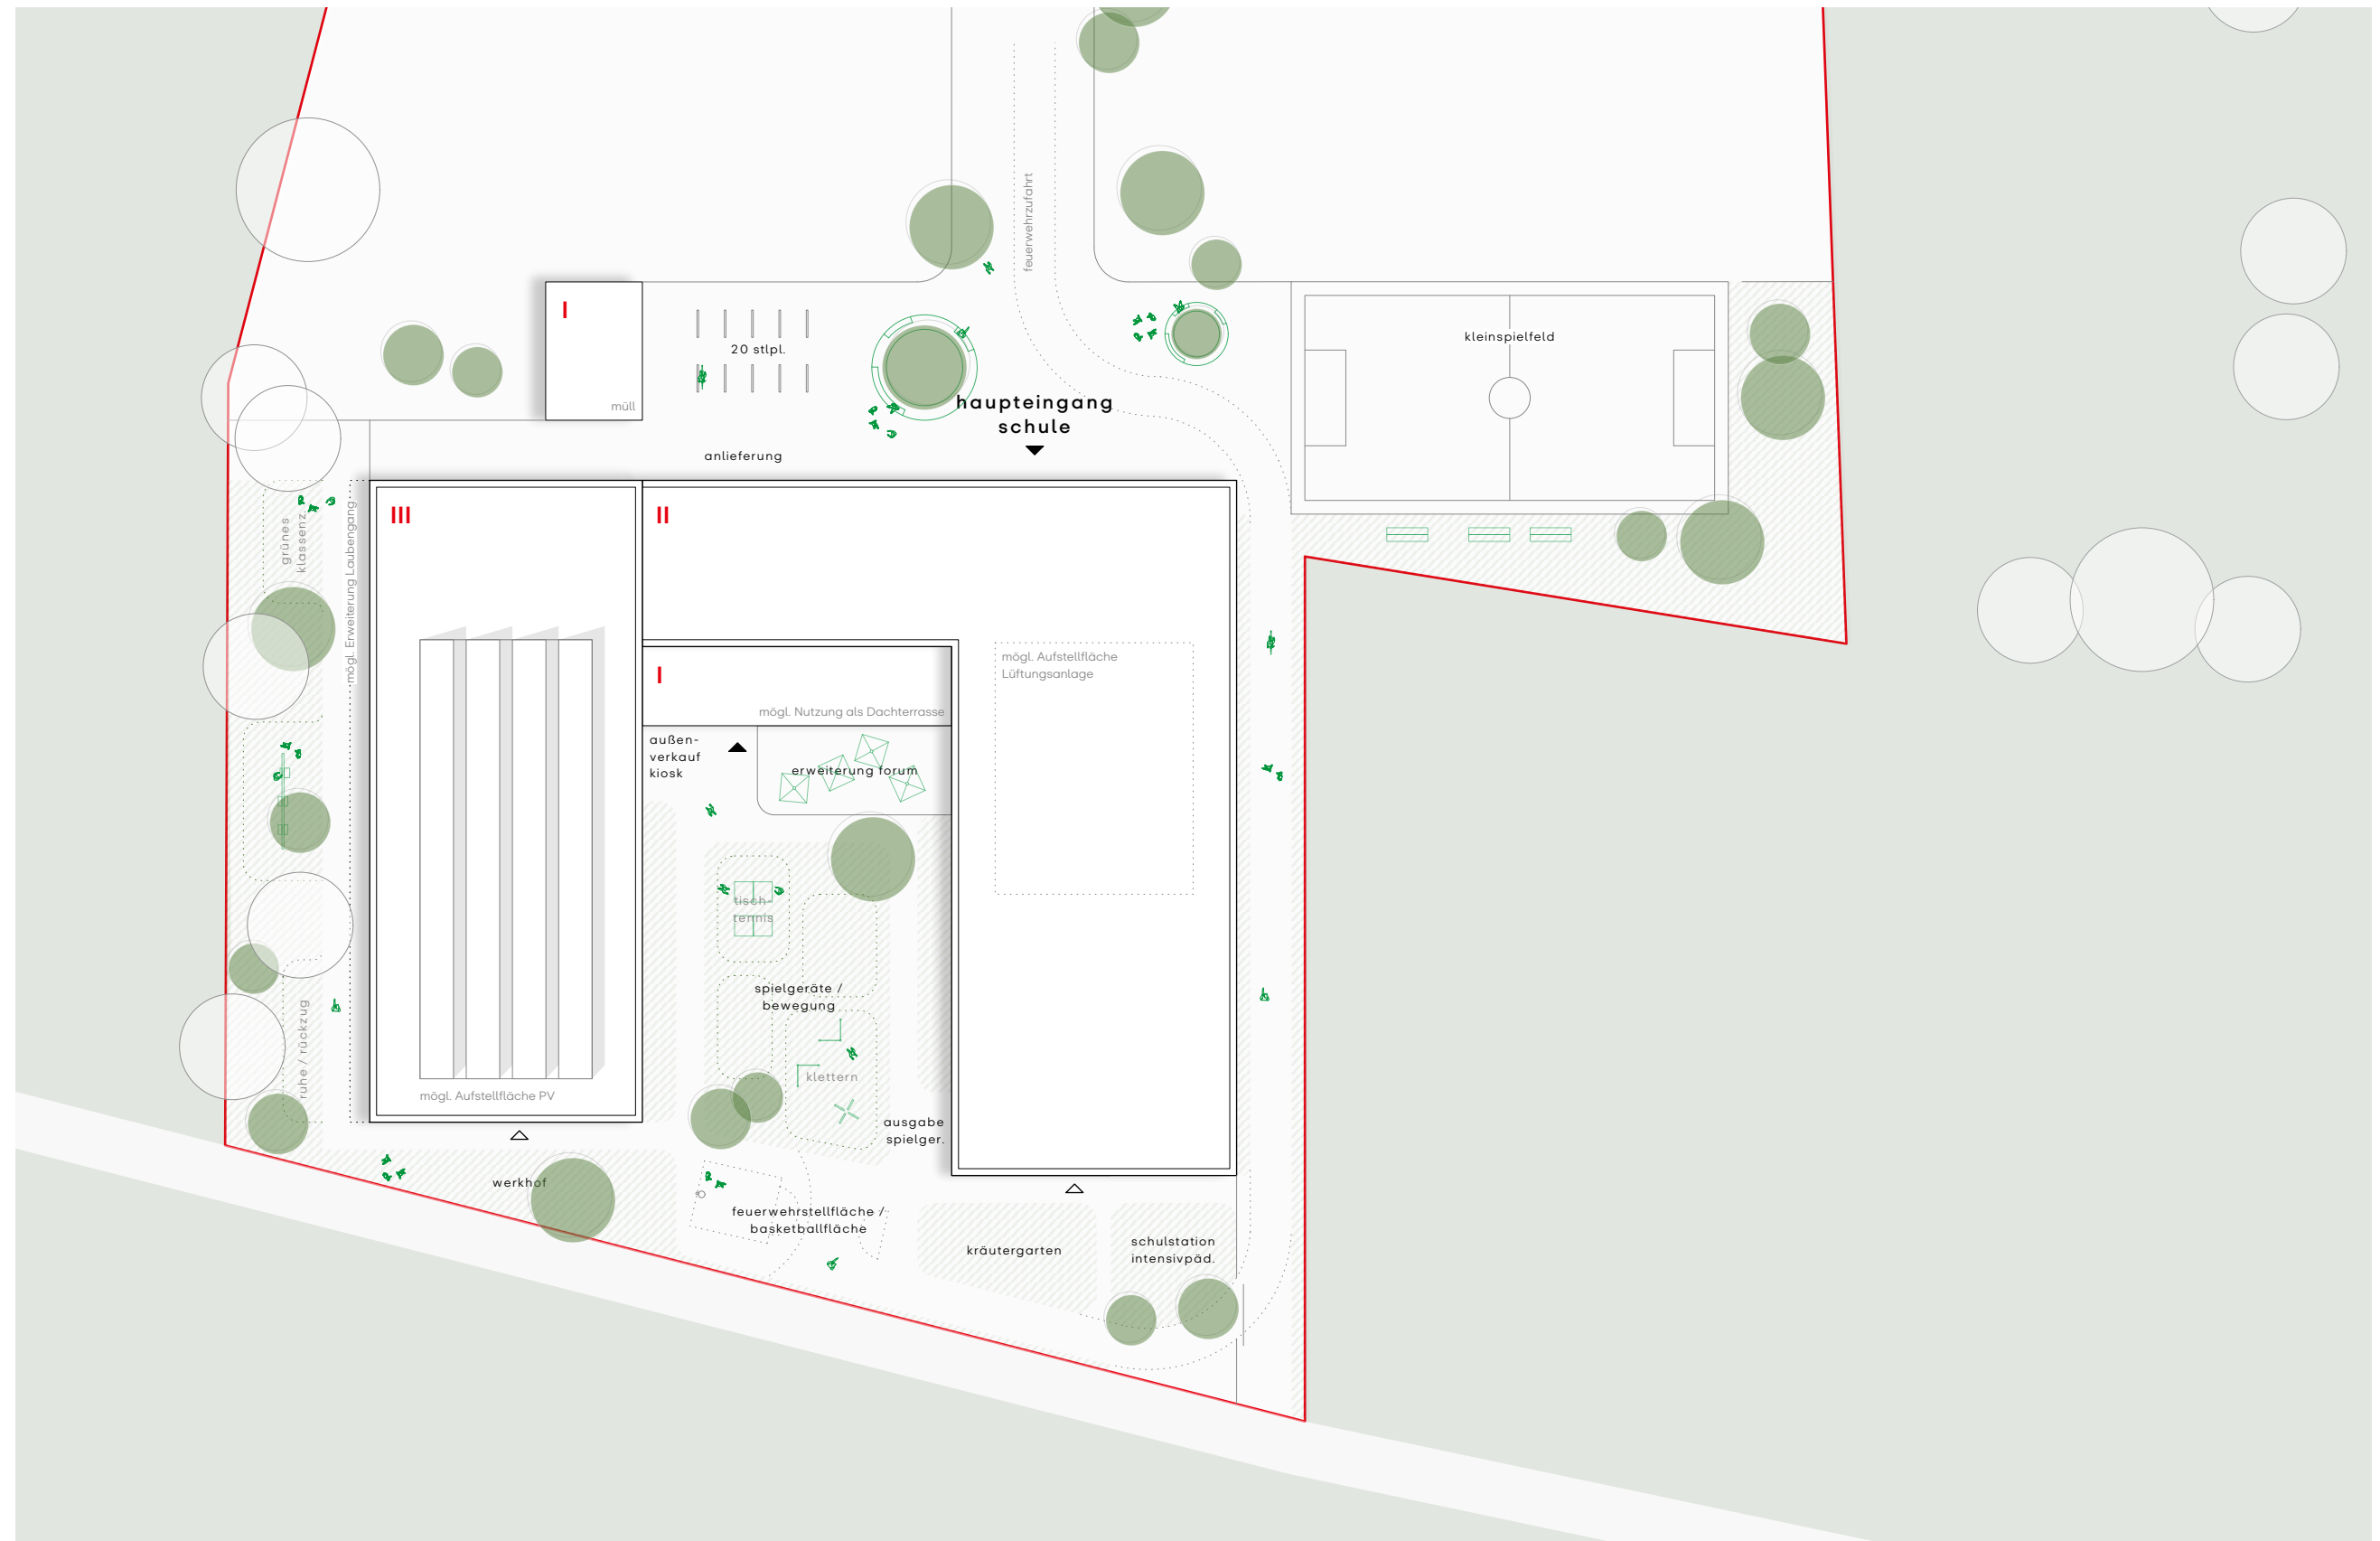 feuerwehrzufahrt
I
müll
20 stlpl.
kleinspielfeld
haupteingang
schule
anlieferung
grünes
klassenz.
mögl. Erweiterung Laubengang
III
II
I
mögl. Nutzung als Dachterrasse
mögl. Aufstellfläche
Lüftungsanlage
außen-
verkauf
kiosk
erweiterung forum
tisch-
tennis
spielgeräte /
bewegung
klettern
ruhe / rückzug
mögl. Aufstellfläche PV
ausgabe
spielger.
werkhof
feuerwehrstellfläche /
basketballfläche
kräutergarten
schulstation
intensivpäd.